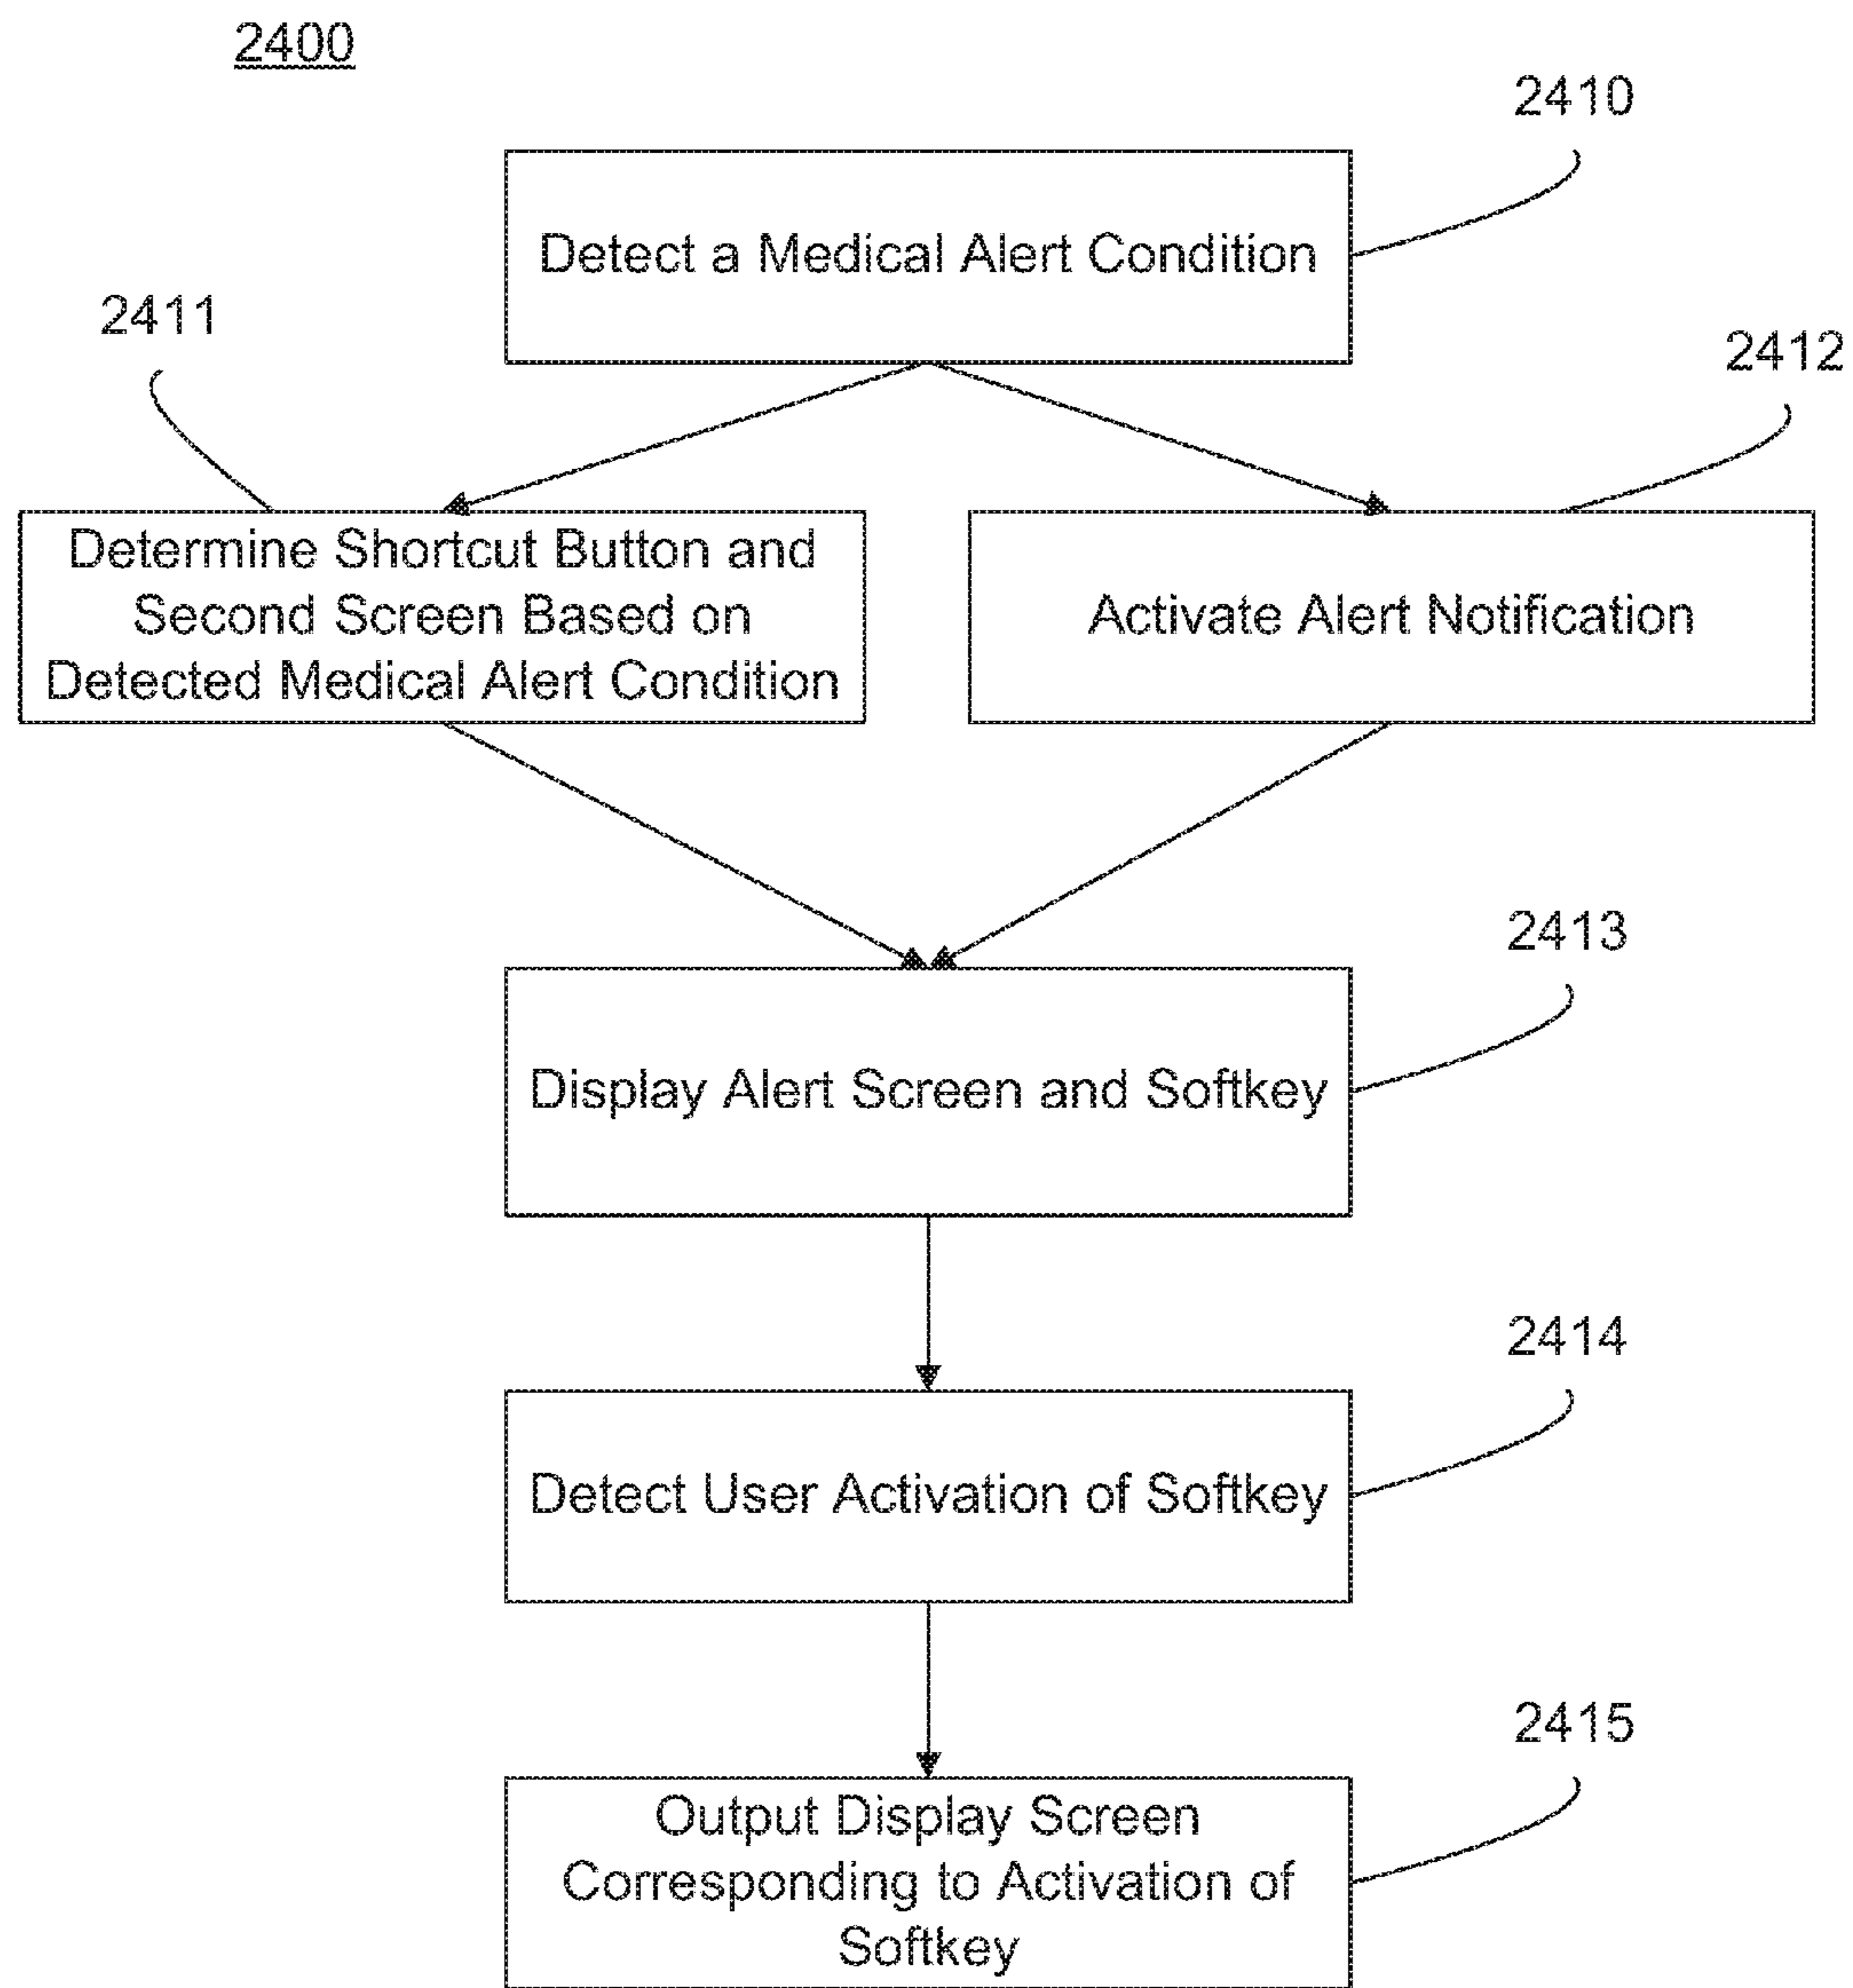 2400
2410
Detect a Medical Alert Condition
2411
2412
Determine Shortcut Button and
Second Screen Based on
Detected Medical Alert Condition
Activate Alert Notification
2413
Display Alert Screen and Softkey
2414
Detect User Activation of Softkey
2415
Output Display Screen
Corresponding to Activation of
Softkey